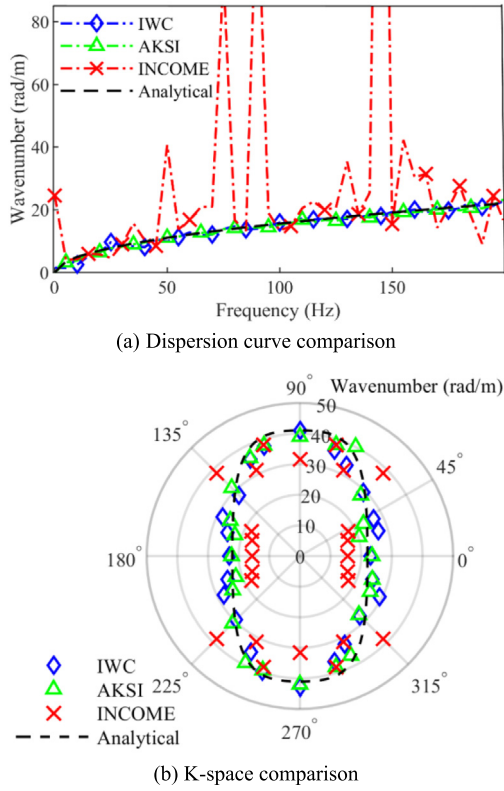 80
60
40
20
0
Wavenumber (rad/m)
IWC
AKSI
INCOME
Analytical
0
50
100
150
Frequency (Hz)
(a) Dispersion curve comparison
90°
Wavenumber (rad/m)
50
40
30
20
10
0
135°
45°
180°
0°
225°
315°
270°
IWC
AKSI
INCOME
Analytical
(b) K-space comparison